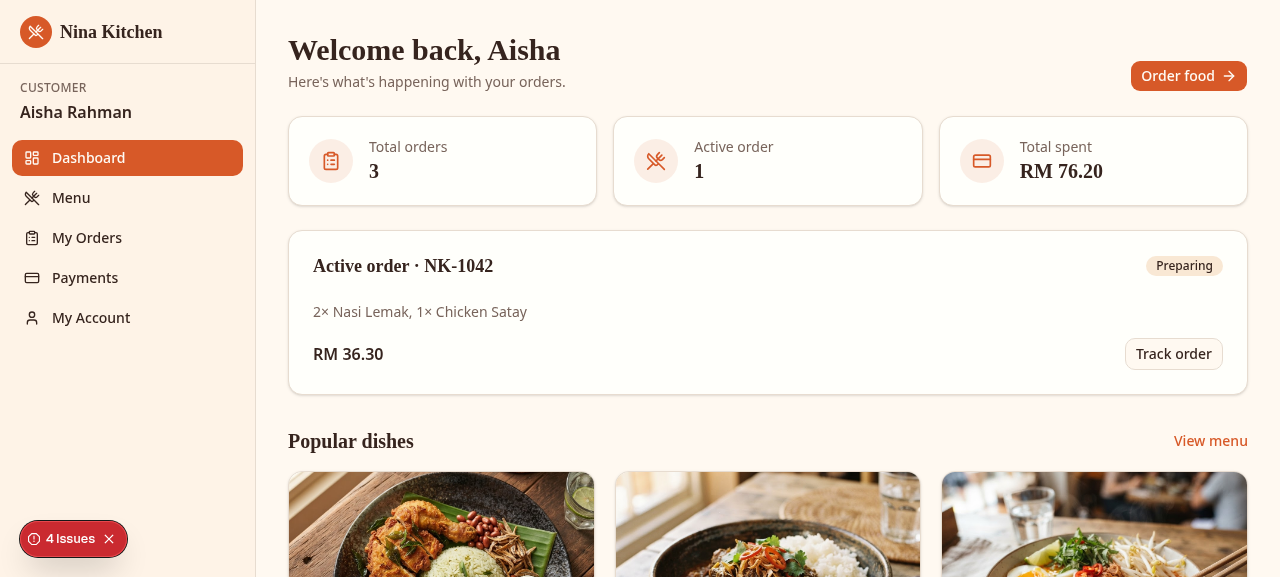 Nina Kitchen
CUSTOMER
Aisha Rahman
Dashboard
Menu
My Orders
Payments
My Account
4 Issues
Welcome back, Aisha
Here's what's happening with your orders.
Order food
Total orders
3
Active order
1
Total spent
RM 76.20
Active order · NK-1042
Preparing
2× Nasi Lemak, 1× Chicken Satay
RM 36.30
Track order
Popular dishes
View menu